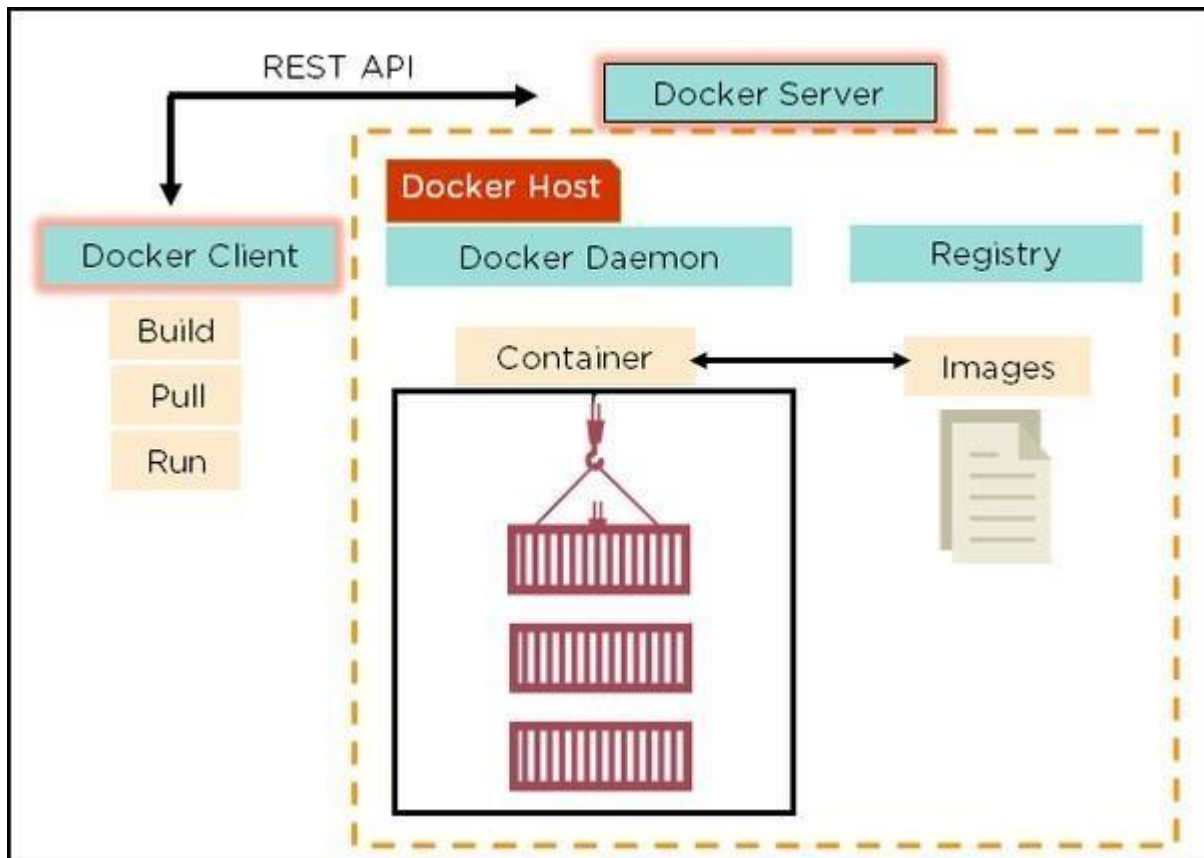 REST API
Docker Server
Docker Host
Docker Client
Docker Daemon
Registry
Build
Pull
Run
Container
Images